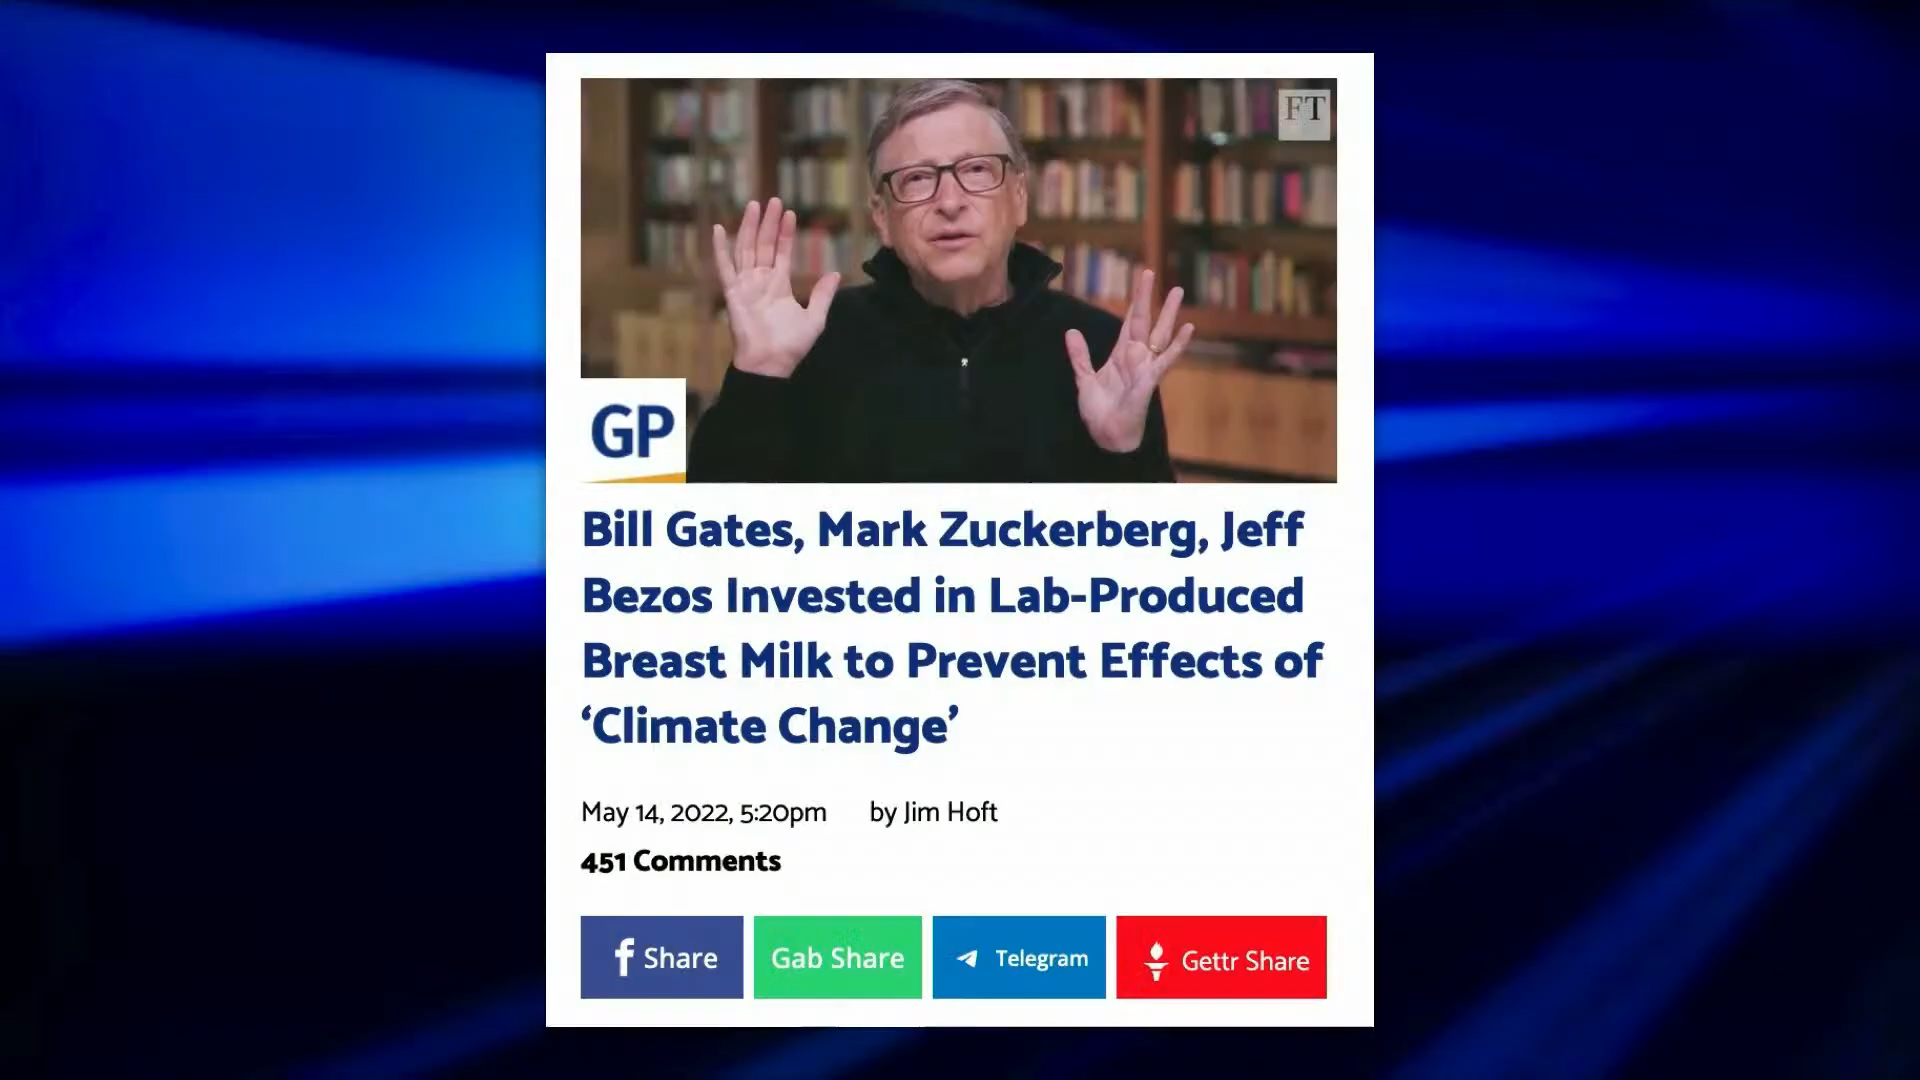 FT
GP
Bill Gates, Mark Zuckerberg, Jeff
Bezos Invested in Lab-Produced
Breast Milk to Prevent Effects of
‘Climate Change’
May 14, 2022, 5:20pm by Jim Hoft
451 Comments
f Share
Gab Share
Telegram
Gettr Share